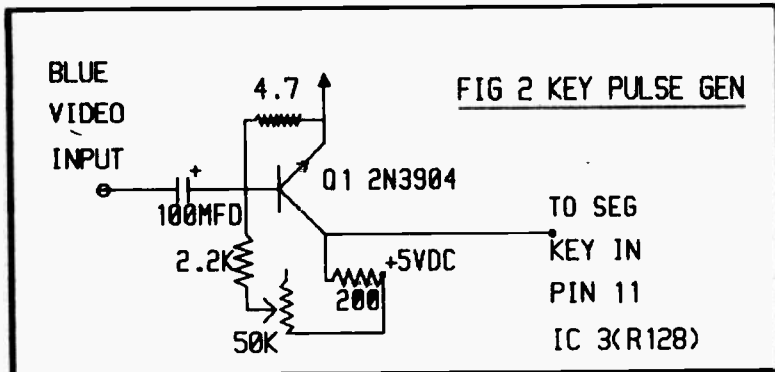 BLUE
VIDEO
INPUT
4.7
FIG 2 KEY PULSE GEN
+
Q1 2N3904
100MFD
TO SEG
KEY IN
PIN 11
IC 3(R128)
2.2K
+5VDC
200
50K